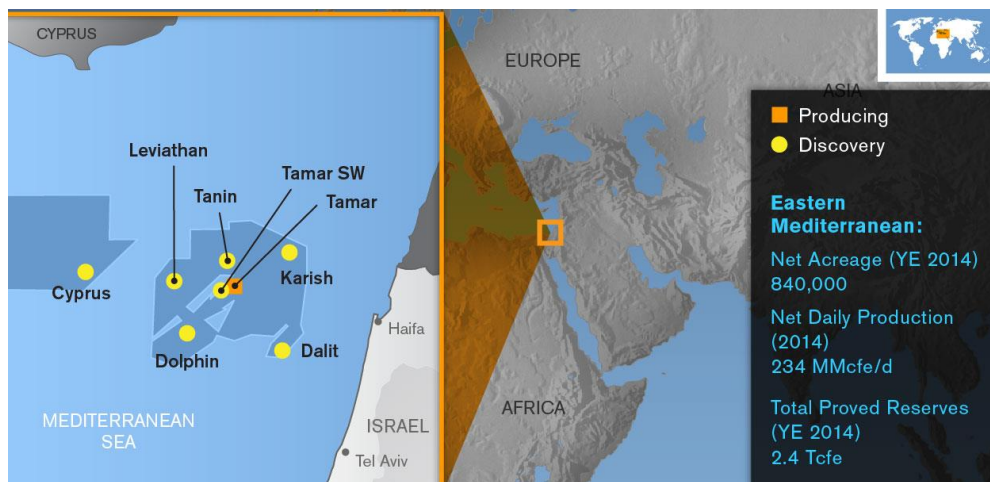 CYPRUS
Leviathan
Tanin
Tamar SW
Tamar
Karish
Cyprus
Dolphin
Dalit
Haifa
MEDITERRANEAN
SEA
ISRAEL
Tel Aviv
EUROPE
ASIA
AFRICA
Producing
Discovery
Eastern
Mediterranean:
Net Acreage (YE 2014)
840,000
Net Daily Production
(2014)
234 MMcfe/d
Total Proved Reserves
(YE 2014)
2.4 Tcfe